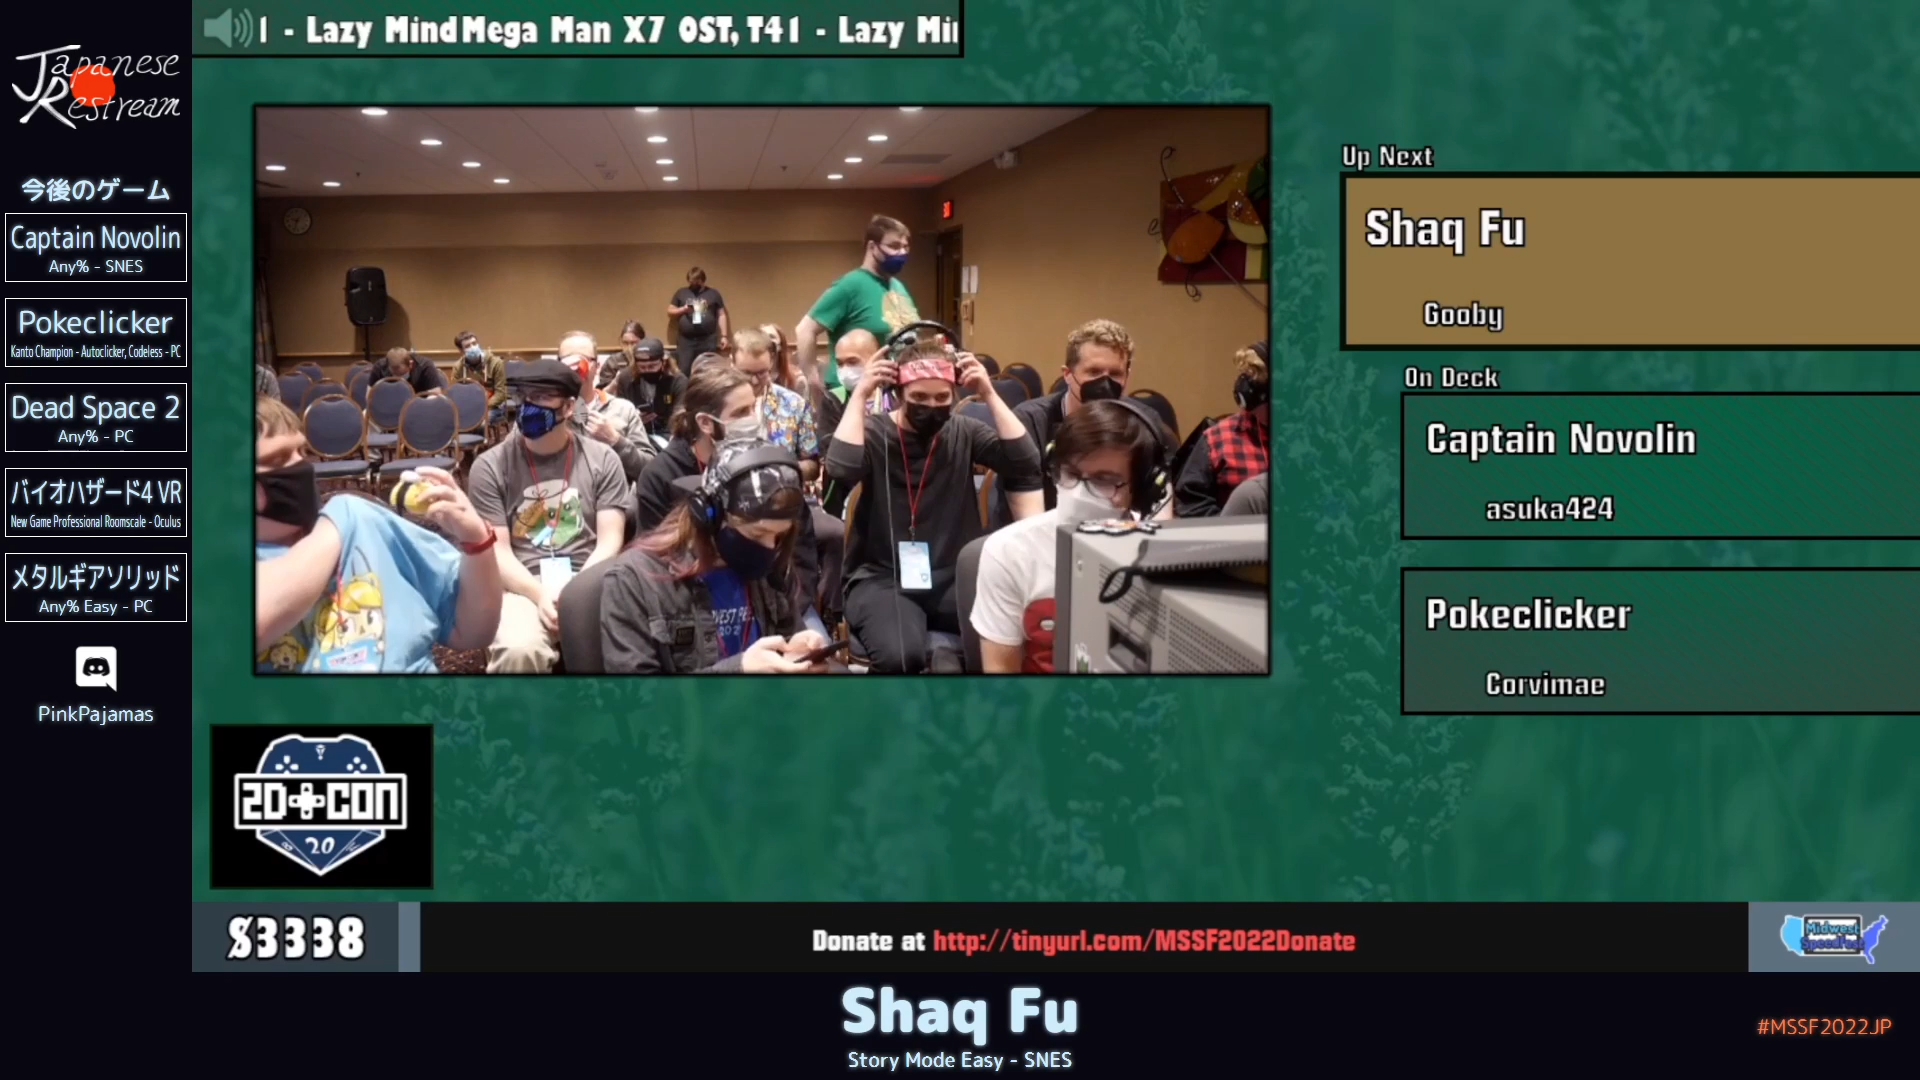 Japanese Restream
今後のゲーム
Captain Novolin
Any% - SNES
Pokeclicker
Kanto Champion - Autoclicker, Codeless - PC
Dead Space 2
Any% - PC
バイオハザード4 VR
New Game Professional Roomscale - Oculus
メタルギアソリッド
Any% Easy - PC
PinkPajamas
1 - Lazy Mind Mega Man X7 OST, T41 - Lazy Mi
Up Next
Shaq Fu
Gooby
On Deck
Captain Novolin
asuka424
Pokeclicker
Corvimae
2D+CON
20
$3338
Donate at http://tinyurl.com/MSSF2022Donate
Midwest
SpeedFest
Shaq Fu
Story Mode Easy - SNES
#MSSF2022JP